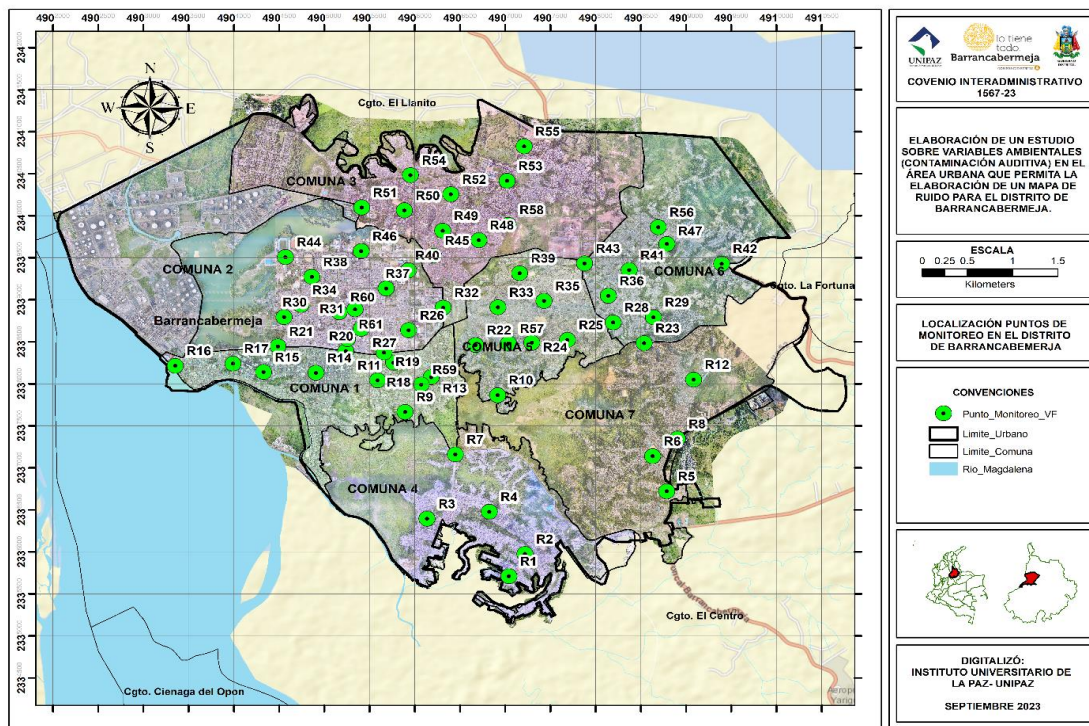 N
W E
S
Cgto. El Llanito
R55
R54
R53
COMUNA 3
R52
R51
R50
R58
R56
R49
R48
R47
R46
R45
R44
R43
R42
R41
R40
COMUNA 2
COMUNA 6
R39
R38
R37
Cgto. La Fortuna
R36
R35
R34
R33
R32
R30
R60
R31
Barrancabermeja
R29
R28
R26
R25
R21
R61
R20
R22
R57
R23
COMUNA 5
R24
R27
R16
R17
R15
R14
R11
R19
R12
R59
COMUNA 1
R18
R13
R10
R9
COMUNA 7
R8
R7
R6
R5
COMUNA 4
R4
R3
R2
R1
Cgto. El Centro
Cgto. Cienaga del Opon
UNIPAZ
lo tiene
todo.
Barrancabermeja
COVENIO INTERADMINISTRATIVO
1567-23
ELABORACIÓN DE UN ESTUDIO
SOBRE VARIABLES AMBIENTALES
(CONTAMINACIÓN AUDITIVA) EN EL
ÁREA URBANA QUE PERMITA LA
ELABORACIÓN DE UN MAPA DE
RUIDO PARA EL DISTRITO DE
BARRANCABERMEJA.
ESCALA
0 0.25 0.5 1 1.5
Kilometers
LOCALIZACIÓN PUNTOS DE
MONITOREO EN EL DISTRITO
DE BARRANCABEMERJA
CONVENCIONES
Punto_Monitoreo_VF
Limite_Urbano
Limite_Comuna
Rio_Magdalena
DIGITALIZÓ:
INSTITUTO UNIVERSITARIO DE
LA PAZ- UNIPAZ
SEPTIEMBRE 2023